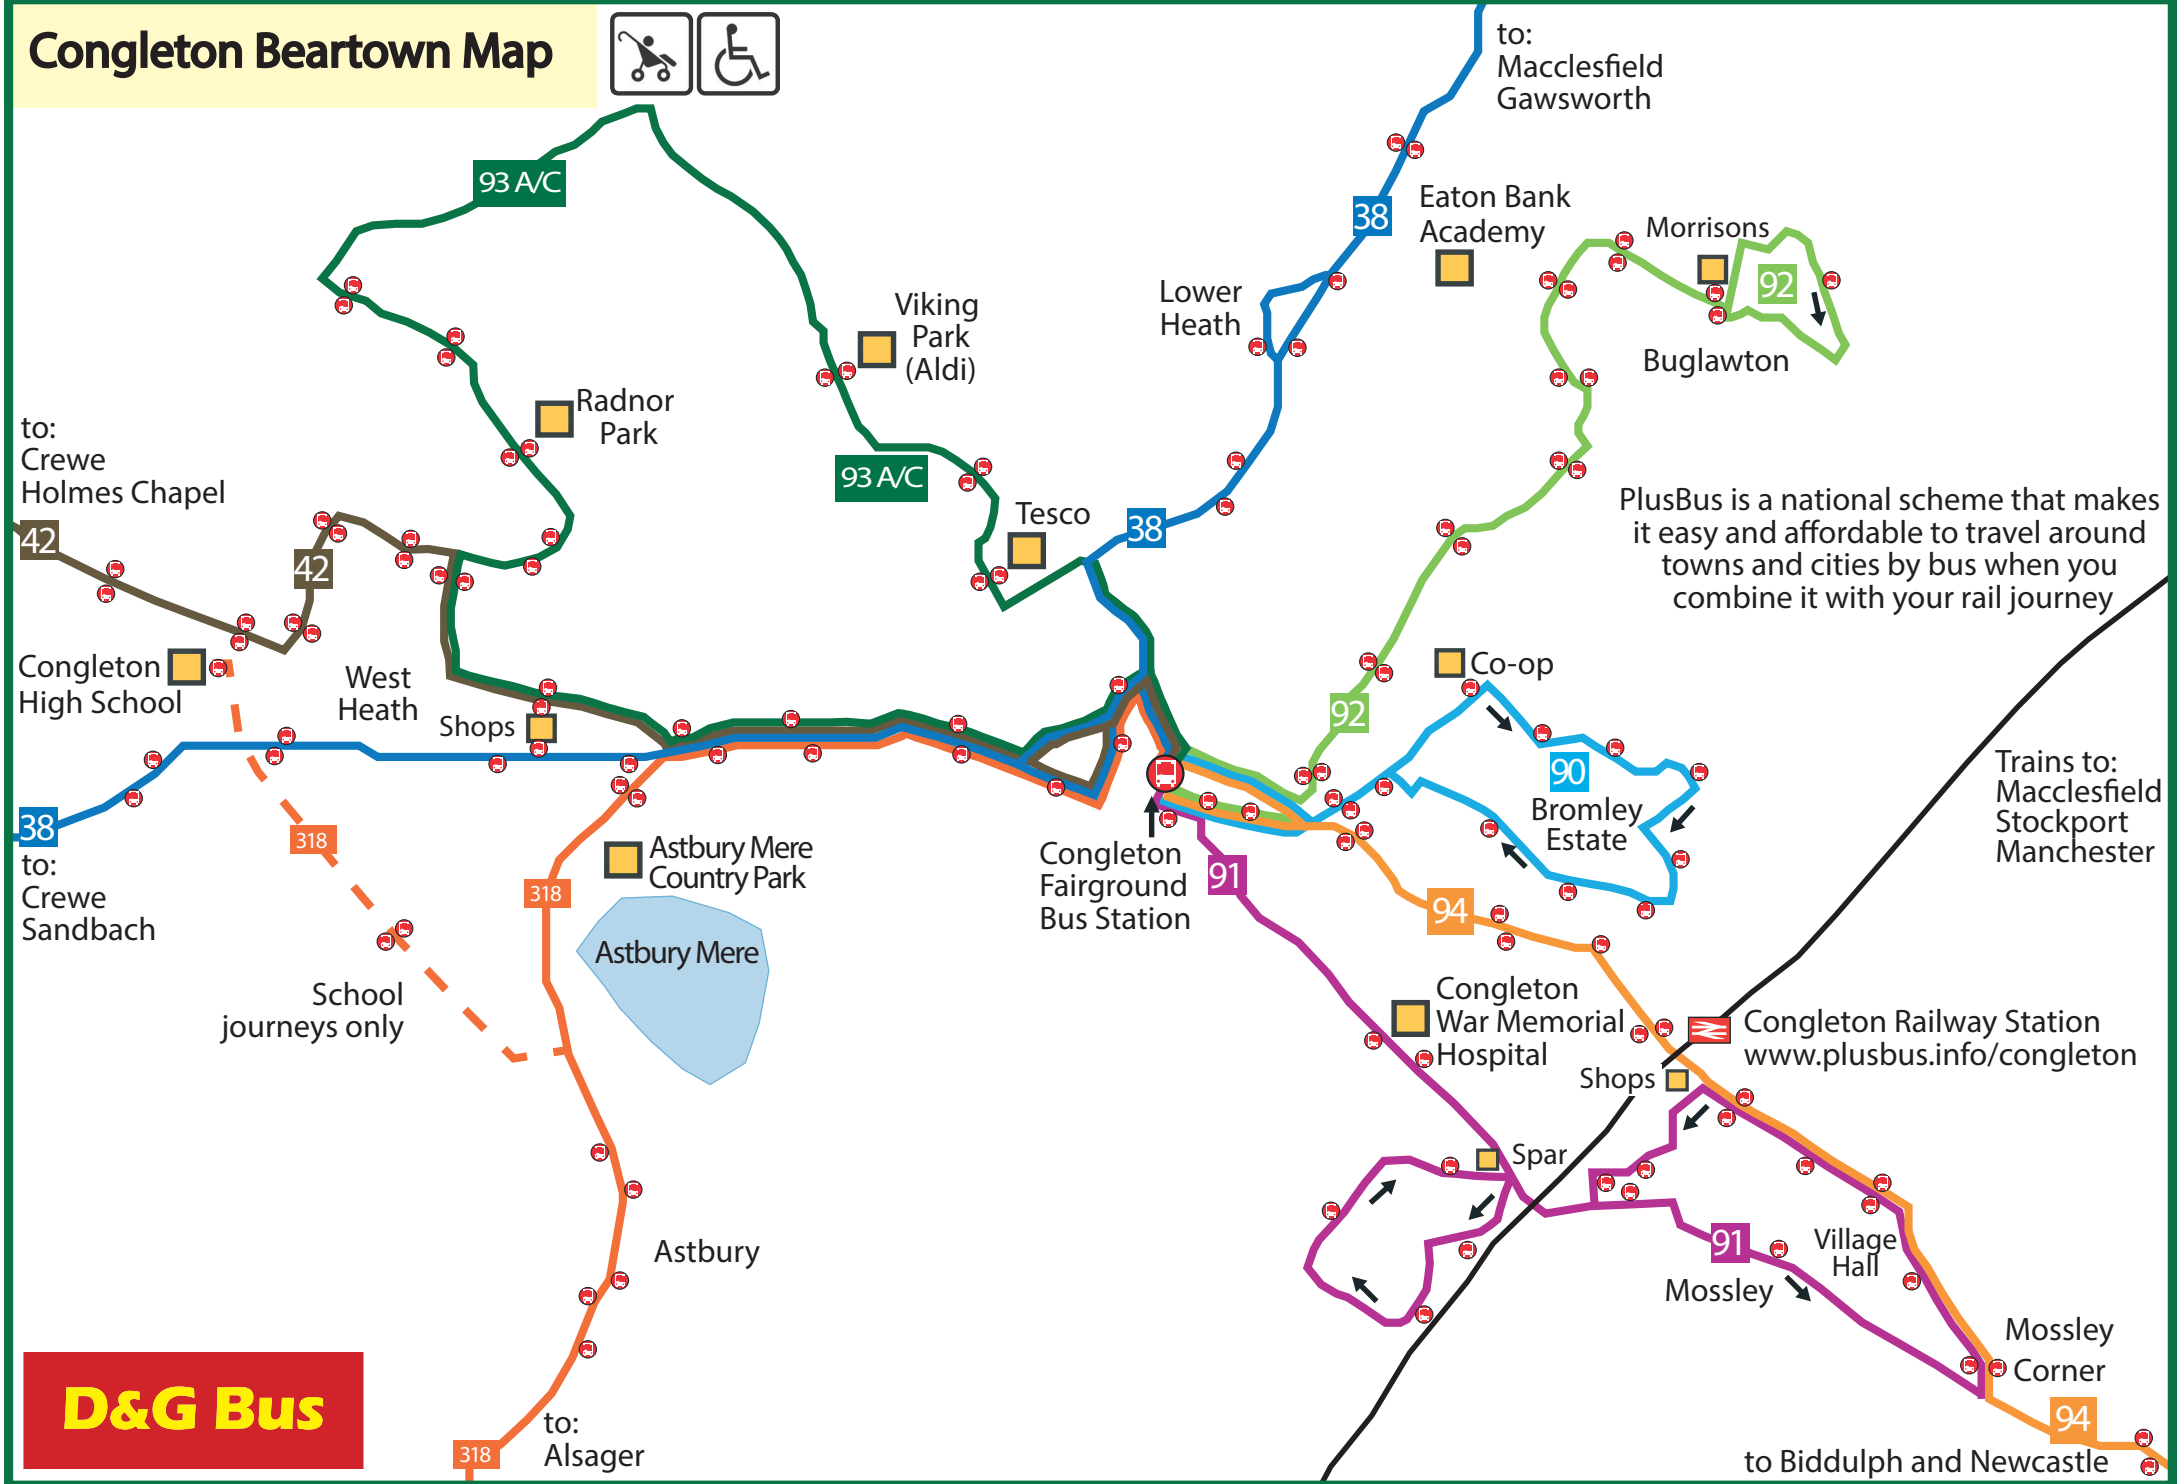 Congleton Beartown Map
to:
Macclesfield
Gawsworth
93 A/C
38
Eaton Bank
Academy
Morrisons
92
Buglawton
Lower
Heath
Viking
Park
(Aldi)
Radnor
Park
93 A/C
Tesco
38
to:
Crewe
Holmes Chapel
42
42
PlusBus is a national scheme that makes
it easy and affordable to travel around
towns and cities by bus when you
combine it with your rail journey
Congleton
High School
West
Heath
Shops
Co-op
92
90
Bromley
Estate
Trains to:
Macclesfield
Stockport
Manchester
38
to:
Crewe
Sandbach
318
318
Astbury Mere
Country Park
Astbury Mere
Congleton
Fairground
Bus Station
91
94
School
journeys only
Congleton
War Memorial
Hospital
Congleton Railway Station
www.plusbus.info/congleton
Shops
Spar
Astbury
91
Mossley
Village
Hall
Mossley
Corner
94
to Biddulph and Newcastle
D&G Bus
318
to:
Alsager